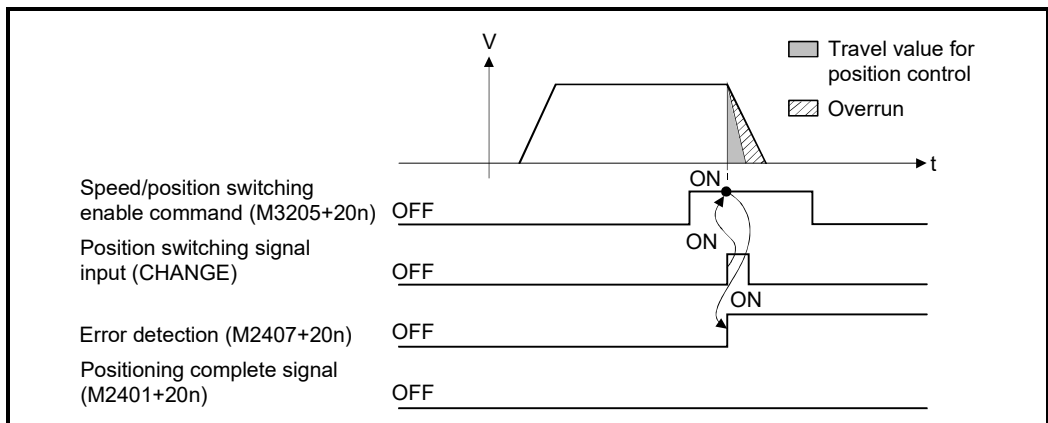 V
Travel value for
position control
Overrun
t
Speed/position switching
enable command (M3205+20n)
OFF
ON
Position switching signal
input (CHANGE)
OFF
ON
Error detection (M2407+20n)
OFF
ON
Positioning complete signal
(M2401+20n)
OFF